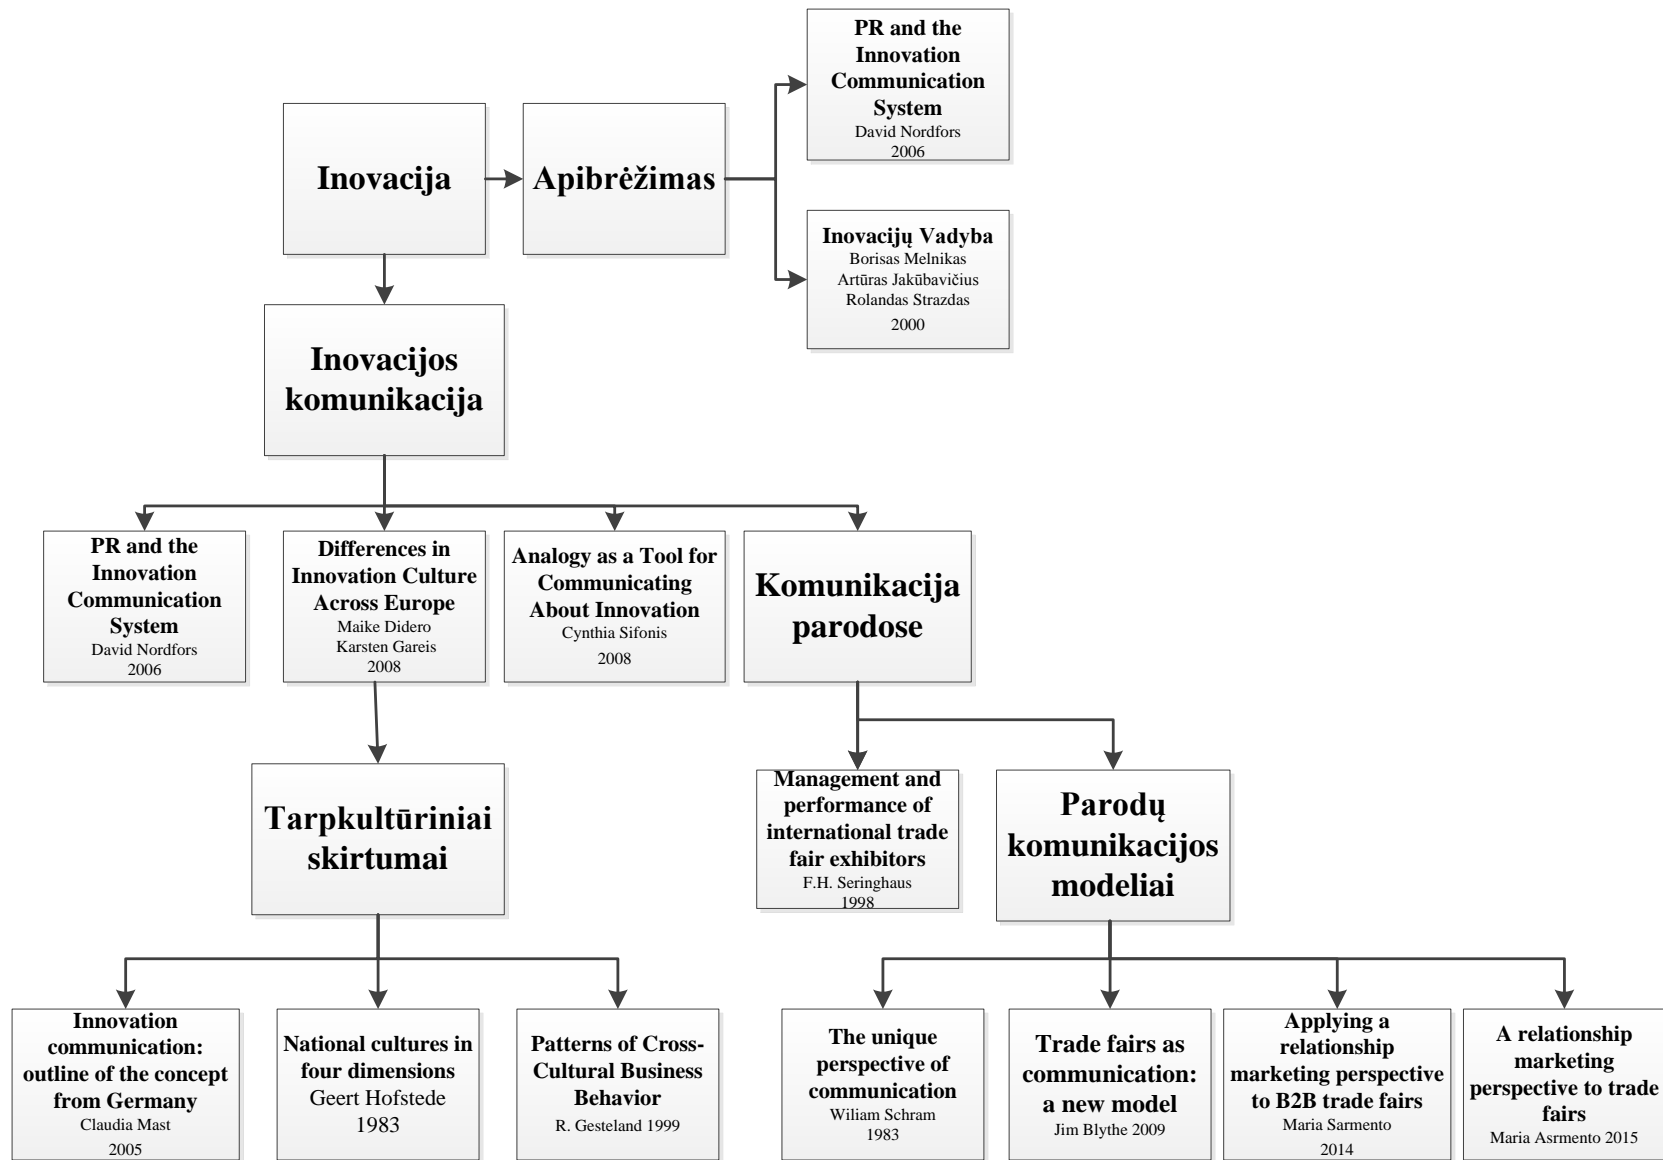 PR and the
Innovation
Communication
System
David Nordfors
2006
Inovacija
Apibrėžimas
Inovacijų Vadyba
Borisas Melnikas
Artūras Jakūbavičius
Rolandas Strazdas
2000
Inovacijos
komunikacija
PR and the
Innovation
Communication
System
David Nordfors
2006
Differences in
Innovation Culture
Across Europe
Maike Didero
Karsten Gareis
2008
Analogy as a Tool for
Communicating
About Innovation
Cynthia Sifonis
2008
Komunikacija
parodose
Tarpkultūriniai
skirtumai
Management and
performance of
international trade
fair exhibitors
F.H. Seringhaus
1998
Parodų
komunikacijos
modeliai
Innovation
communication:
outline of the concept
from Germany
Claudia Mast
2005
National cultures in
four dimensions
Geert Hofstede
1983
Patterns of Cross-
Cultural Business
Behavior
R. Gesteland 1999
The unique
perspective of
communication
Wiliam Schram
1983
Trade fairs as
communication:
a new model
Jim Blythe 2009
Applying a
relationship
marketing perspective
to B2B trade fairs
Maria Sarmento
2014
A relationship
marketing
perspective to trade
fairs
Maria Asrmento 2015